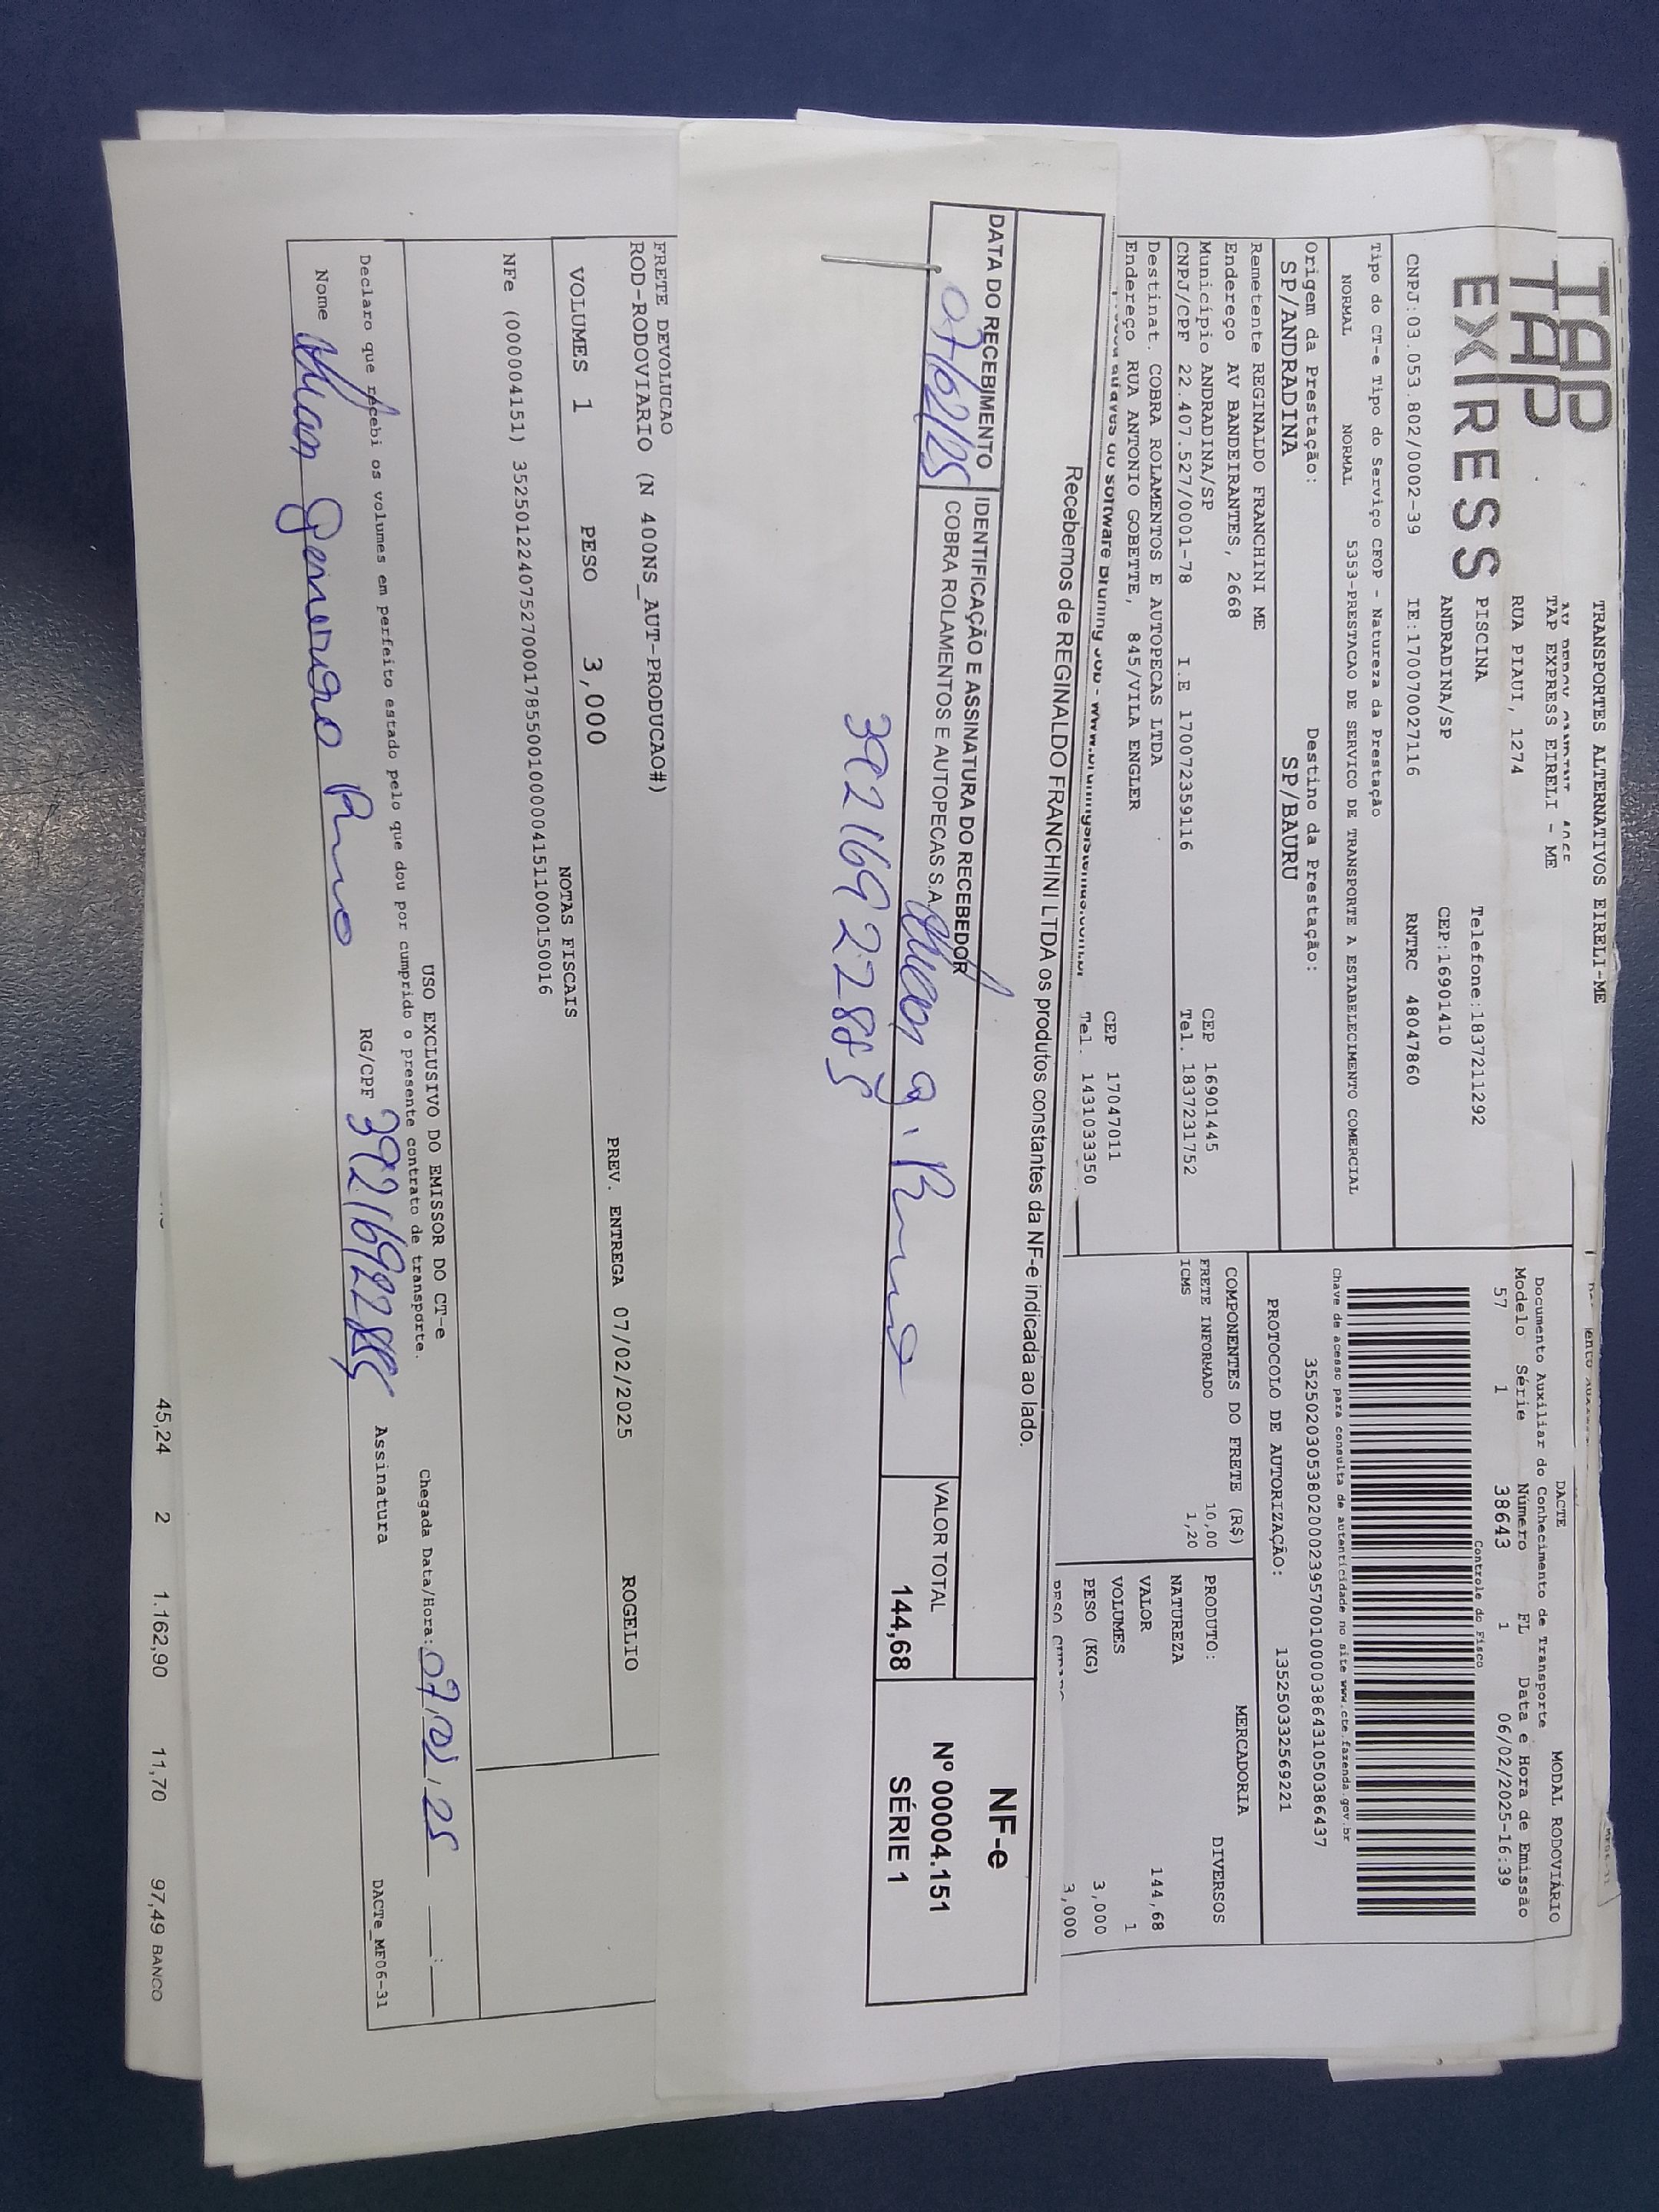 TAP TAP EXPRESS
TRANSPORTES ALTERNATIVOS EIRELI-ME
TAP EXPRESS EIRELI - ME
RUA PIAUI, 1274
PISCINA Telefone:1837211292
ANDRADINA/SP CEP:16901410
CNPJ:03.053.802/0002-39 IE:170070027116 RNTRC 48047860
Tipo do CT-e Tipo do Serviço CFOP - Natureza da Prestação
NORMAL NORMAL 5353-PRESTACAO DE SERVICO DE TRANSPORTE A ESTABELECIMENTO COMERCIAL
Origem da Prestação: Destino da Prestação:
SP/ANDRADINA SP/BAURU
Remetente REGINALDO FRANCHINI ME
Endereço AV BANDEIRANTES, 2668 CEP 16901445
Município ANDRADINA/SP Tel. 1837231752
CNPJ/CPF 22.407.527/0001-78 I.E 170072359116
Destinat. COBRA ROLAMENTOS E AUTOPECAS LTDA
Endereço RUA ANTONIO GOBETTE, 845/VILA ENGLER CEP 17047011
Tel. 1431033350
DACTE MODAL RODOVIÁRIO
Documento Auxiliar do Conhecimento de Transporte
Modelo Série Número FL Data e Hora de Emissão
57 1 38643 1 06/02/2025-16:39
Controle do Fisco
Chave de acesso para consulta de autenticidade no site www.cte.fazenda.gov.br
35250203053802000239570010000386431050386437
PROTOCOLO DE AUTORIZAÇÃO: 135250332569221
COMPONENTES DO FRETE (R$)
FRETE INFORMADO 10,00
ICMS 1,20
MERCADORIA
PRODUTO: DIVERSOS
NATUREZA
VALOR 144,68
VOLUMES 1
PESO (KG) 3,000
3,000
Recebemos de REGINALDO FRANCHINI LTDA os produtos constantes da NF-e indicada ao lado.
DATA DO RECEBIMENTO IDENTIFICAÇÃO E ASSINATURA DO RECEBEDOR
07/02/25 COBRA ROLAMENTOS E AUTOPECAS S.A.
39216922885
VALOR TOTAL
144,68
NF-e
Nº 00004.151
SÉRIE 1
FRETE DEVOLUCAO
ROD-RODOVIARIO (N 400NS_AUT-PRODUCAO#)
VOLUMES 1 PESO 3,000 PREV. ENTREGA 07/02/2025 ROGELIO
NOTAS FISCAIS
NFe (000004151) 35250122407527000178550010000041511000150016
USO EXCLUSIVO DO EMISSOR DO CT-e
Declaro que recebi os volumes em perfeito estado pelo que dou por cumprido o presente contrato de transporte.
Chegada Data/Hora: 07/02/25
Nome RG/CPF 39216922885 Assinatura
DACTe_MF06-31
45,24 2 1.162,90 11,70 97,49 BANCO